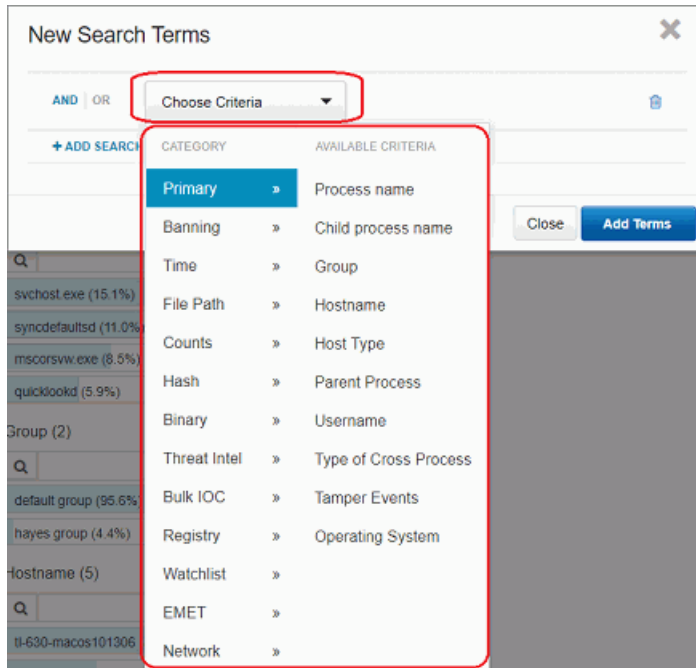 New Search Terms
AND OR Choose Criteria
+ ADD SEARCH
CATEGORY AVAILABLE CRITERIA
Primary » Process name
Banning » Child process name
Time » Group
File Path » Hostname
Counts » Host Type
Hash » Parent Process
Binary » Username
Threat Intel » Type of Cross Process
Bulk IOC » Tamper Events
Registry » Operating System
Watchlist »
EMET »
Network »
Close Add Terms
svchost.exe (15.1%)
syncdefaultsd (11.0%
mscorsvw.exe (8.5%)
quicklookd (5.9%)
Group (2)
default group (95.6%
hayes group (4.4%)
Hostname (5)
tl-630-macos101306